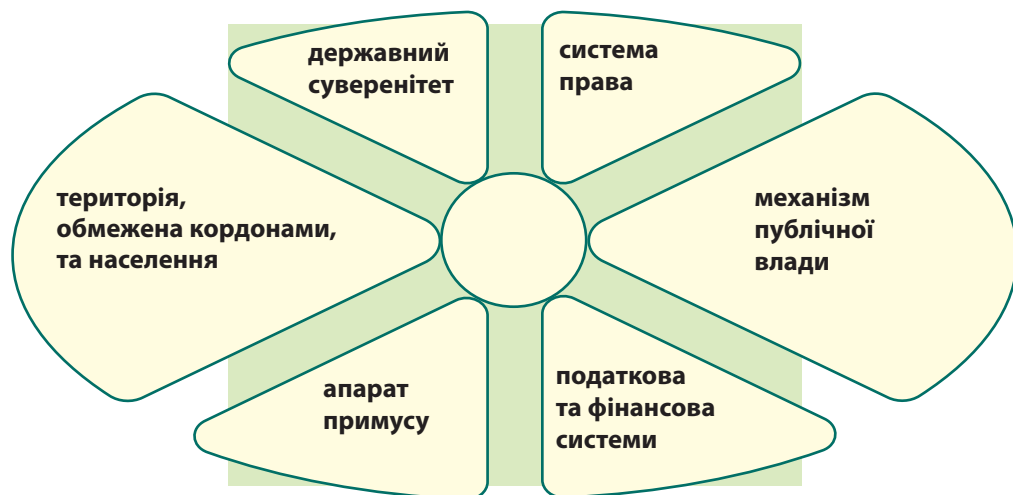 державний
суверенітет
система
права
територія,
обмежена кордонами,
та населення
механізм
публічної
влади
апарат
примусу
податкова
та фінансова
системи